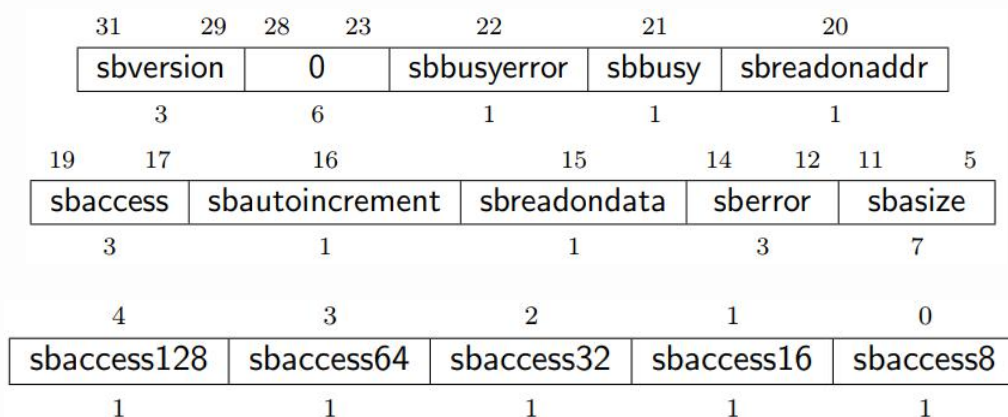 31 29 28 23 22 21 20
sbversion 0 sbbusyerror sbbusy sbreadonaddr
3 6 1 1 1
19 17 16 15 14 12 11 5
sbaccess sbautoincrement sbreadondata sberror sbasize
3 1 1 3 7
4 3 2 1 0
sbaccess128 sbaccess64 sbaccess32 sbaccess16 sbaccess8
1 1 1 1 1